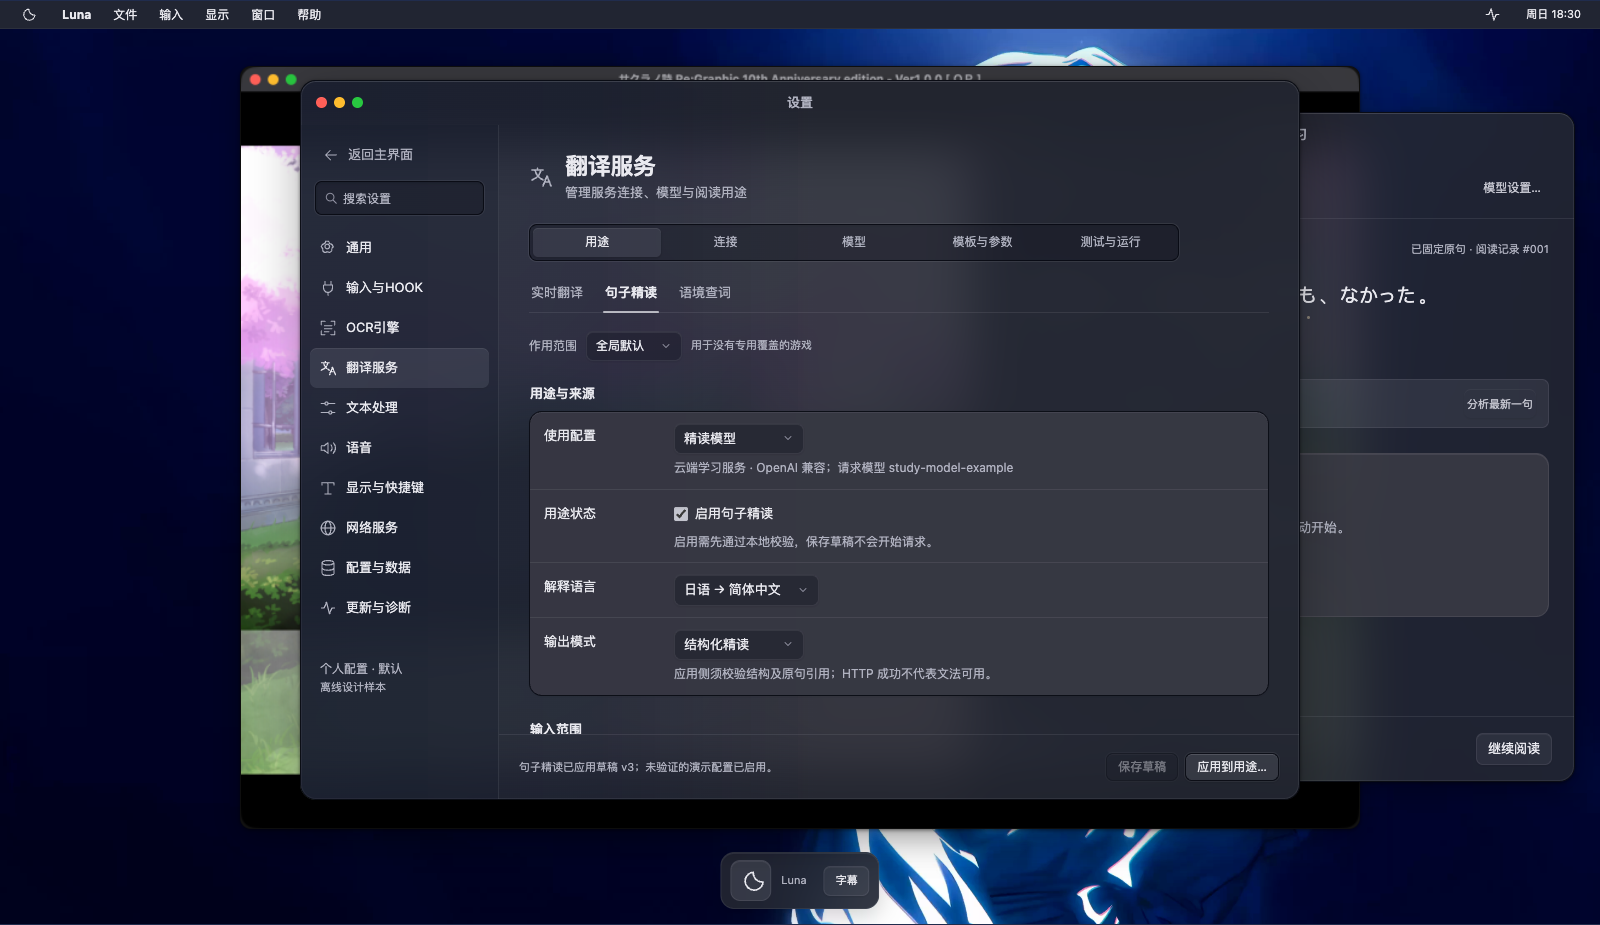 Luna 文件 输入 显示 窗口 帮助 周日 18:30
设置
返回主界面
搜索设置
通用
输入与HOOK
OCR引擎
翻译服务
文本处理
语音
显示与快捷键
网络服务
配置与数据
更新与诊断
个人配置 · 默认
离线设计样本
翻译服务
管理服务连接、模型与阅读用途
用途 连接 模型 模板与参数 测试与运行
实时翻译 句子精读 语境查词
作用范围 全局默认 用于没有专用覆盖的游戏
用途与来源
使用配置 精读模型
云端学习服务 · OpenAI 兼容；请求模型 study-model-example
用途状态 启用句子精读
启用需先通过本地校验，保存草稿不会开始请求。
解释语言 日语 → 简体中文
输出模式 结构化精读
应用侧须校验结构及原句引用；HTTP 成功不代表文法可用。
输入范围
句子精读已应用草稿 v3；未验证的演示配置已启用。
保存草稿 应用到用途...
模型设置...
已固定原句 · 阅读记录 #001
も、なかった。
分析最新一句
动开始。
继续阅读
Luna 字幕